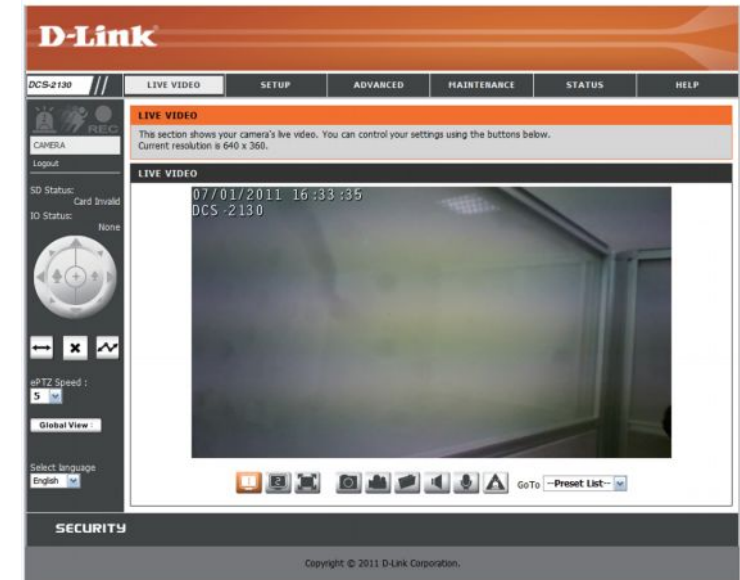 D-Link
DCS-2130
LIVE VIDEO
SETUP
ADVANCED
MAINTENANCE
STATUS
HELP
REC
CAMERA
Logout
SD Status:
Card Invalid
IO Status:
None
ePTZ Speed :
5
Global View :
Select language
English
LIVE VIDEO
This section shows your camera's live video. You can control your settings using the buttons below.
Current resolution is 640 x 360.
LIVE VIDEO
07/01/2011 16:33:35
DCS-2130
1
2
GoTo --Preset List--
SECURITY
Copyright © 2011 D-Link Corporation.